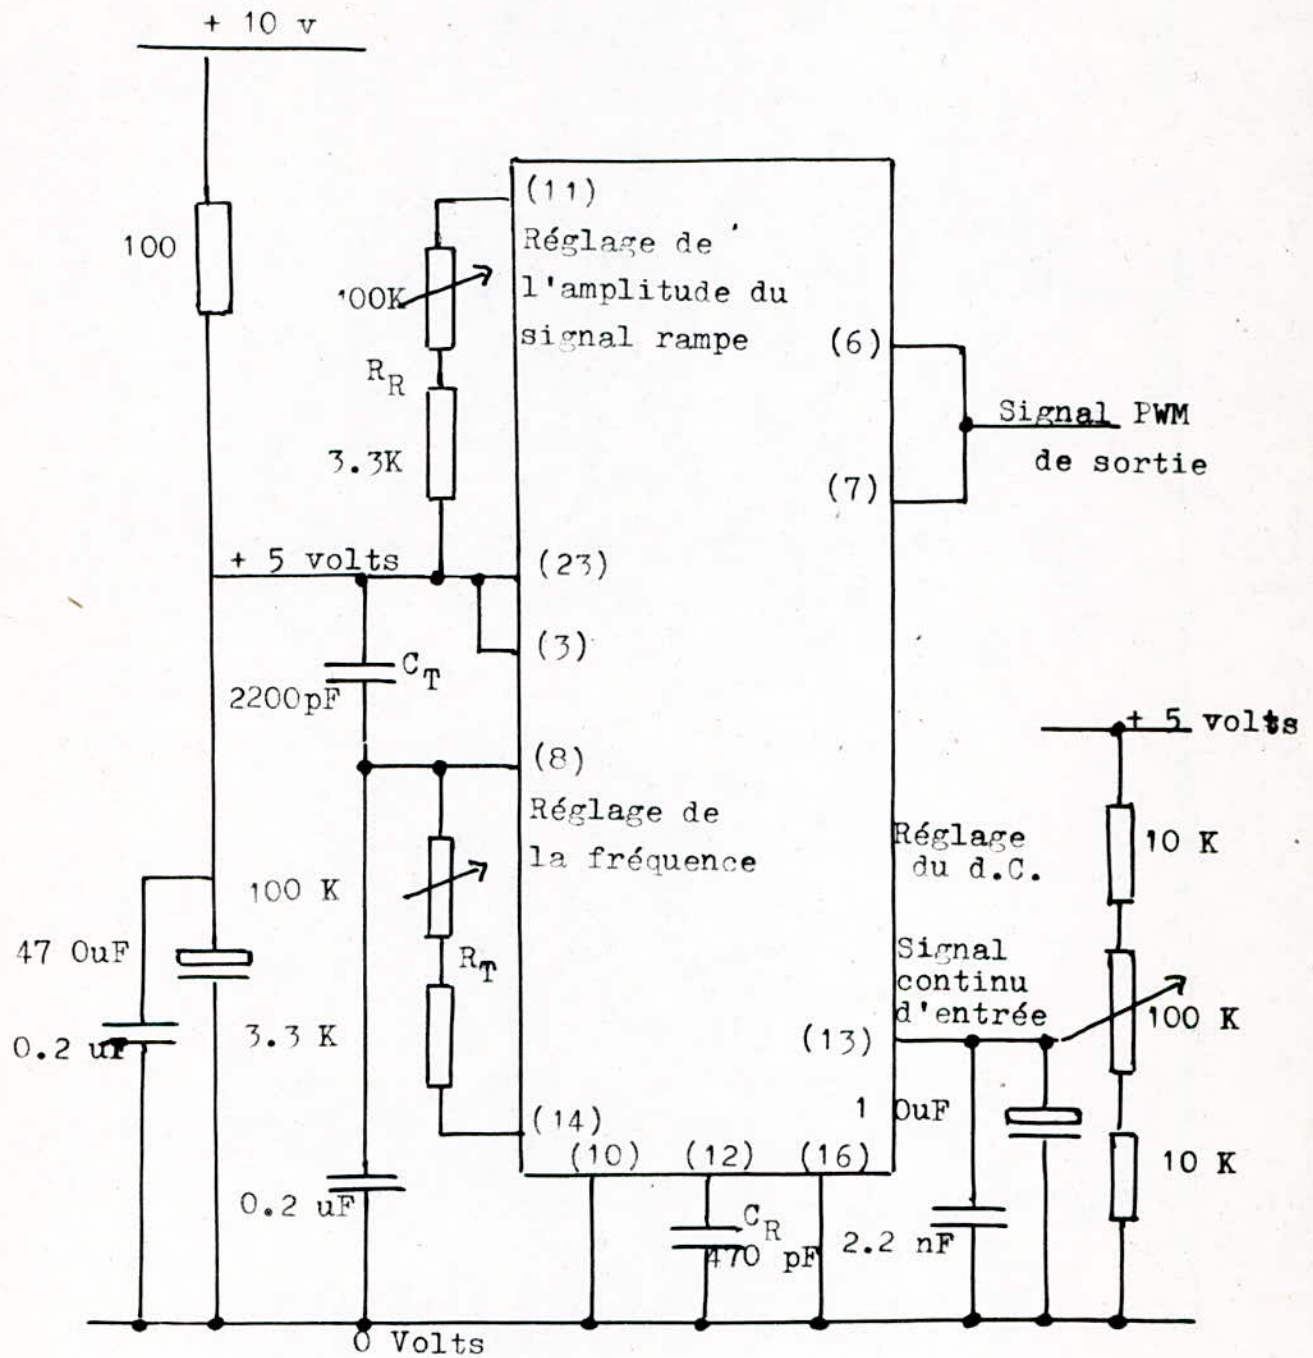 + 10 v
100
(11)
Réglage de
l'amplitude du
signal rampe
100K
R_R
3.3K
(6)
Signal PWM
de sortie
(7)
+ 5 volts
(23)
(3)
C_T
2200pF
(8)
Réglage de
la fréquence
100 K
R_T
3.3 K
(14)
47 0uF
0.2 uF
0.2 uF
(10)
(12)
(16)
C_R
470 pF
+ 5 volts
Réglage
du d.C.
10 K
Signal
continu
d'entrée
(13)
100 K
1 0uF
10 K
2.2 nF
0 Volts